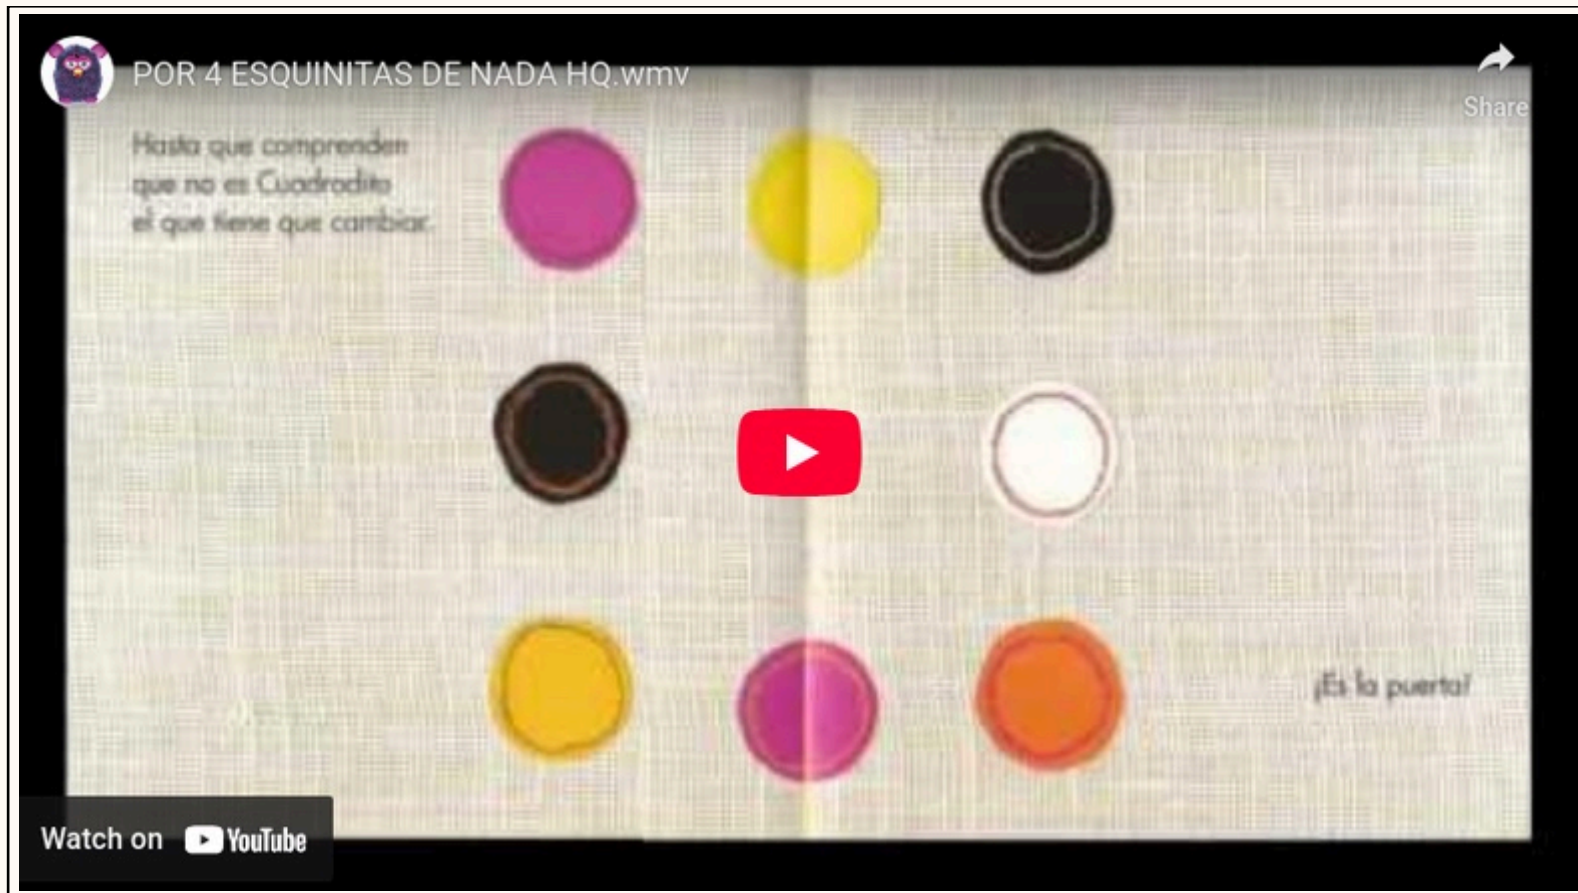 POR 4 ESQUINITAS DE NADA HQ.wmv
Share
Hasta que comprenden
que no es Cuadradito
el que tiene que cambiar.
¡Es la puerta!
Watch on YouTube